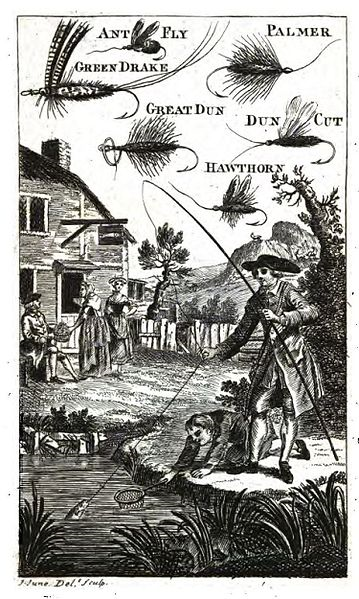 ANT FLY
PALMER
GREEN DRAKE
GREAT DUN
DUN CUT
HAWTHORN
J. June Del.t Sculp.